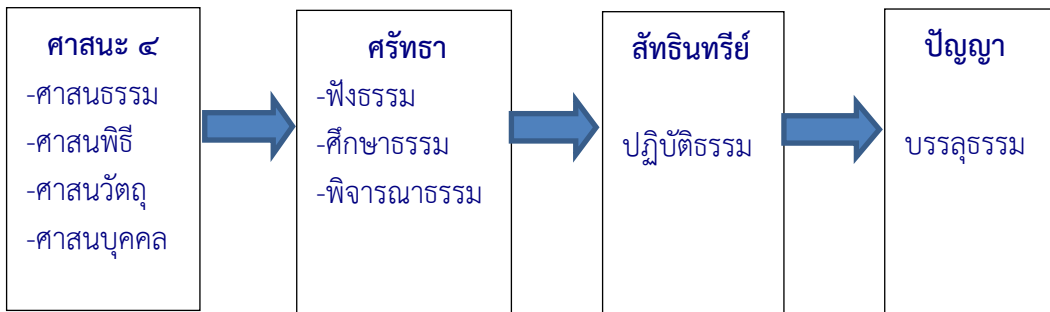 ศาสนะ ๔
-ศาสนธรรม
-ศาสนพิธี
-ศาสนวัตถุ
-ศาสนบุคคล
ศรัทธา
-ฟังธรรม
-ศึกษาธรรม
-พิจารณาธรรม
สัทธินทรีย์
ปฏิบัติธรรม
ปัญญา
บรรลุธรรม